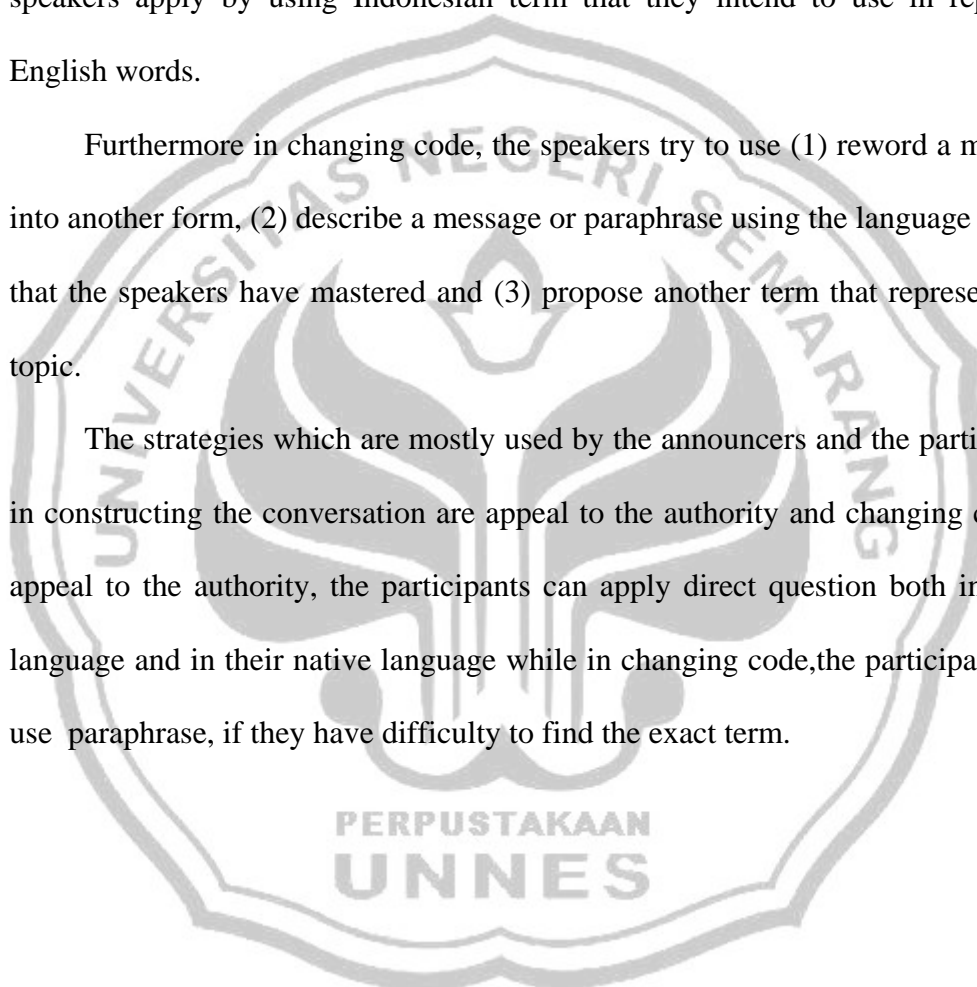 speakers apply by using Indonesian term that they intend to use in
English words.
Furthermore in changing code, the speakers try to use (1) reword a
into another form, (2) describe a message or paraphrase using the language
that the speakers have mastered and (3) propose another term that
topic.
The strategies which are mostly used by the announcers and the
in constructing the conversation are appeal to the authority and changing
appeal to the authority, the participants can apply direct question both
language and in their native language while in changing code,the
use paraphrase, if they have difficulty to find the exact term.
UNIVERSITAS NEGERI SEMARANG
PERPUSTAKAAN
UNNES